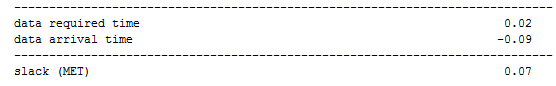 data required time 0.02
data arrival time -0.09
slack (MET) 0.07